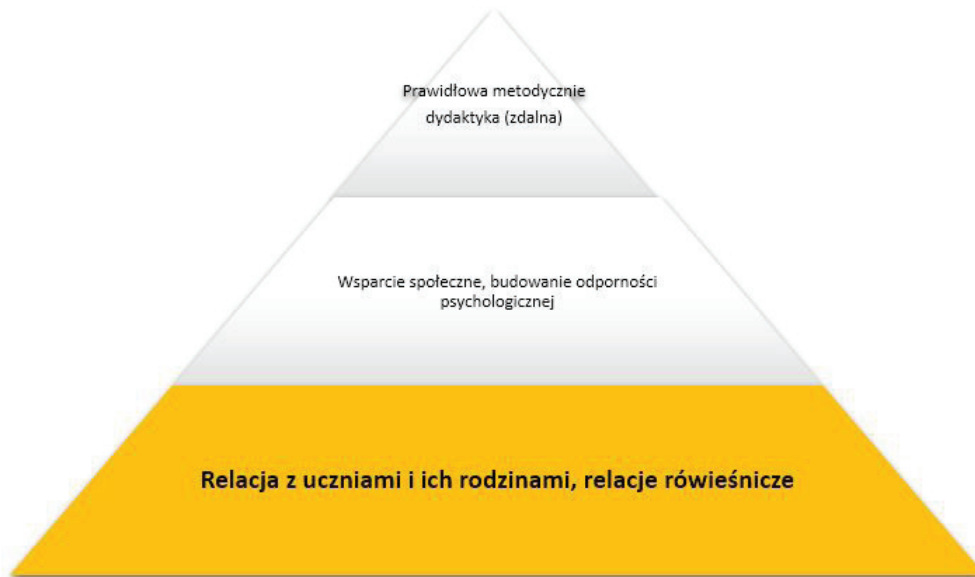 Prawidłowa metodycznie
dydaktyka (zdalna)
Wsparcie społeczne, budowanie odporności
psychologicznej
Relacja z uczniami i ich rodzinami, relacje rówieśnicze